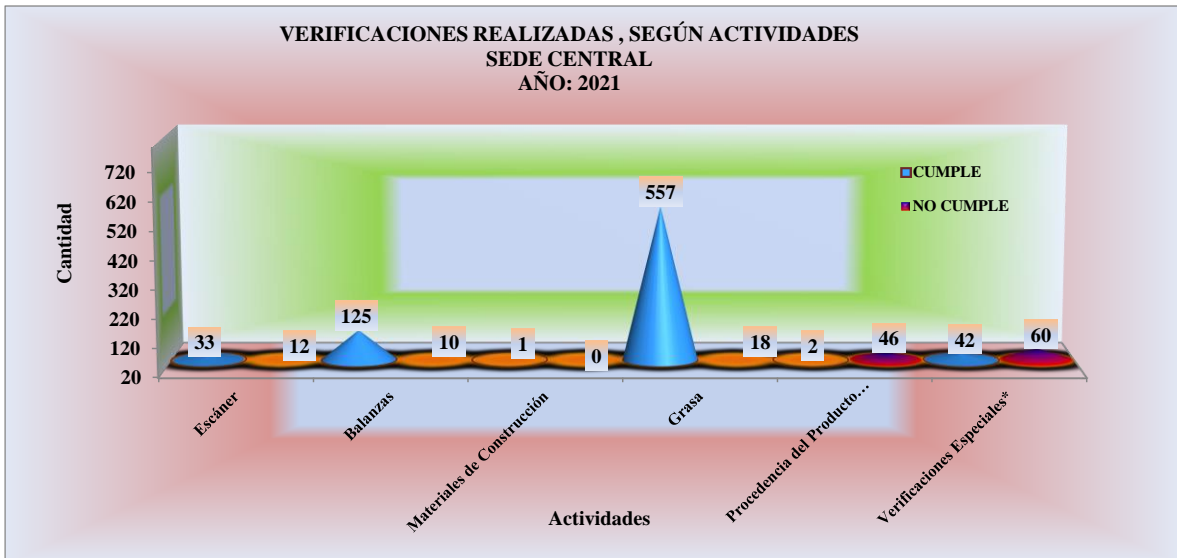 VERIFICACIONES REALIZADAS , SEGÚN ACTIVIDADES
SEDE CENTRAL
AÑO: 2021
Cantidad
720
620
520
420
320
220
120
20
CUMPLE
NO CUMPLE
33
12
125
10
1
0
557
18
2
46
42
60
Escáner
Balanzas
Materiales de Construcción
Grasa
Procedencia del Producto…
Verificaciones Especiales*
Actividades